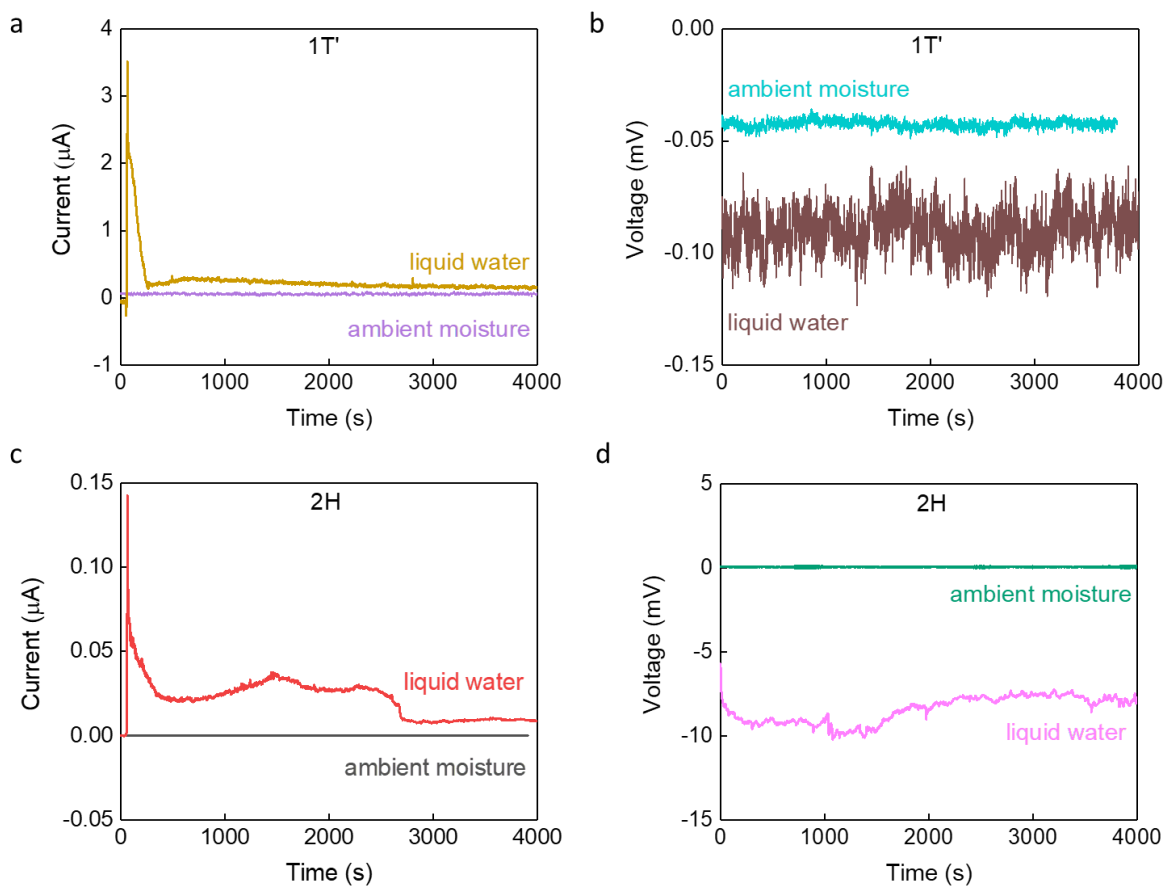 a
1T'
4
3
2
1
0
-1
Current (μA)
liquid water
ambient moisture
0
1000
2000
3000
4000
Time (s)
b
1T'
0.00
-0.05
-0.10
-0.15
Voltage (mV)
ambient moisture
liquid water
0
1000
2000
3000
4000
Time (s)
c
2H
0.15
0.10
0.05
0.00
-0.05
Current (μA)
liquid water
ambient moisture
0
1000
2000
3000
4000
Time (s)
d
2H
5
0
-5
-10
-15
Voltage (mV)
ambient moisture
liquid water
0
1000
2000
3000
4000
Time (s)